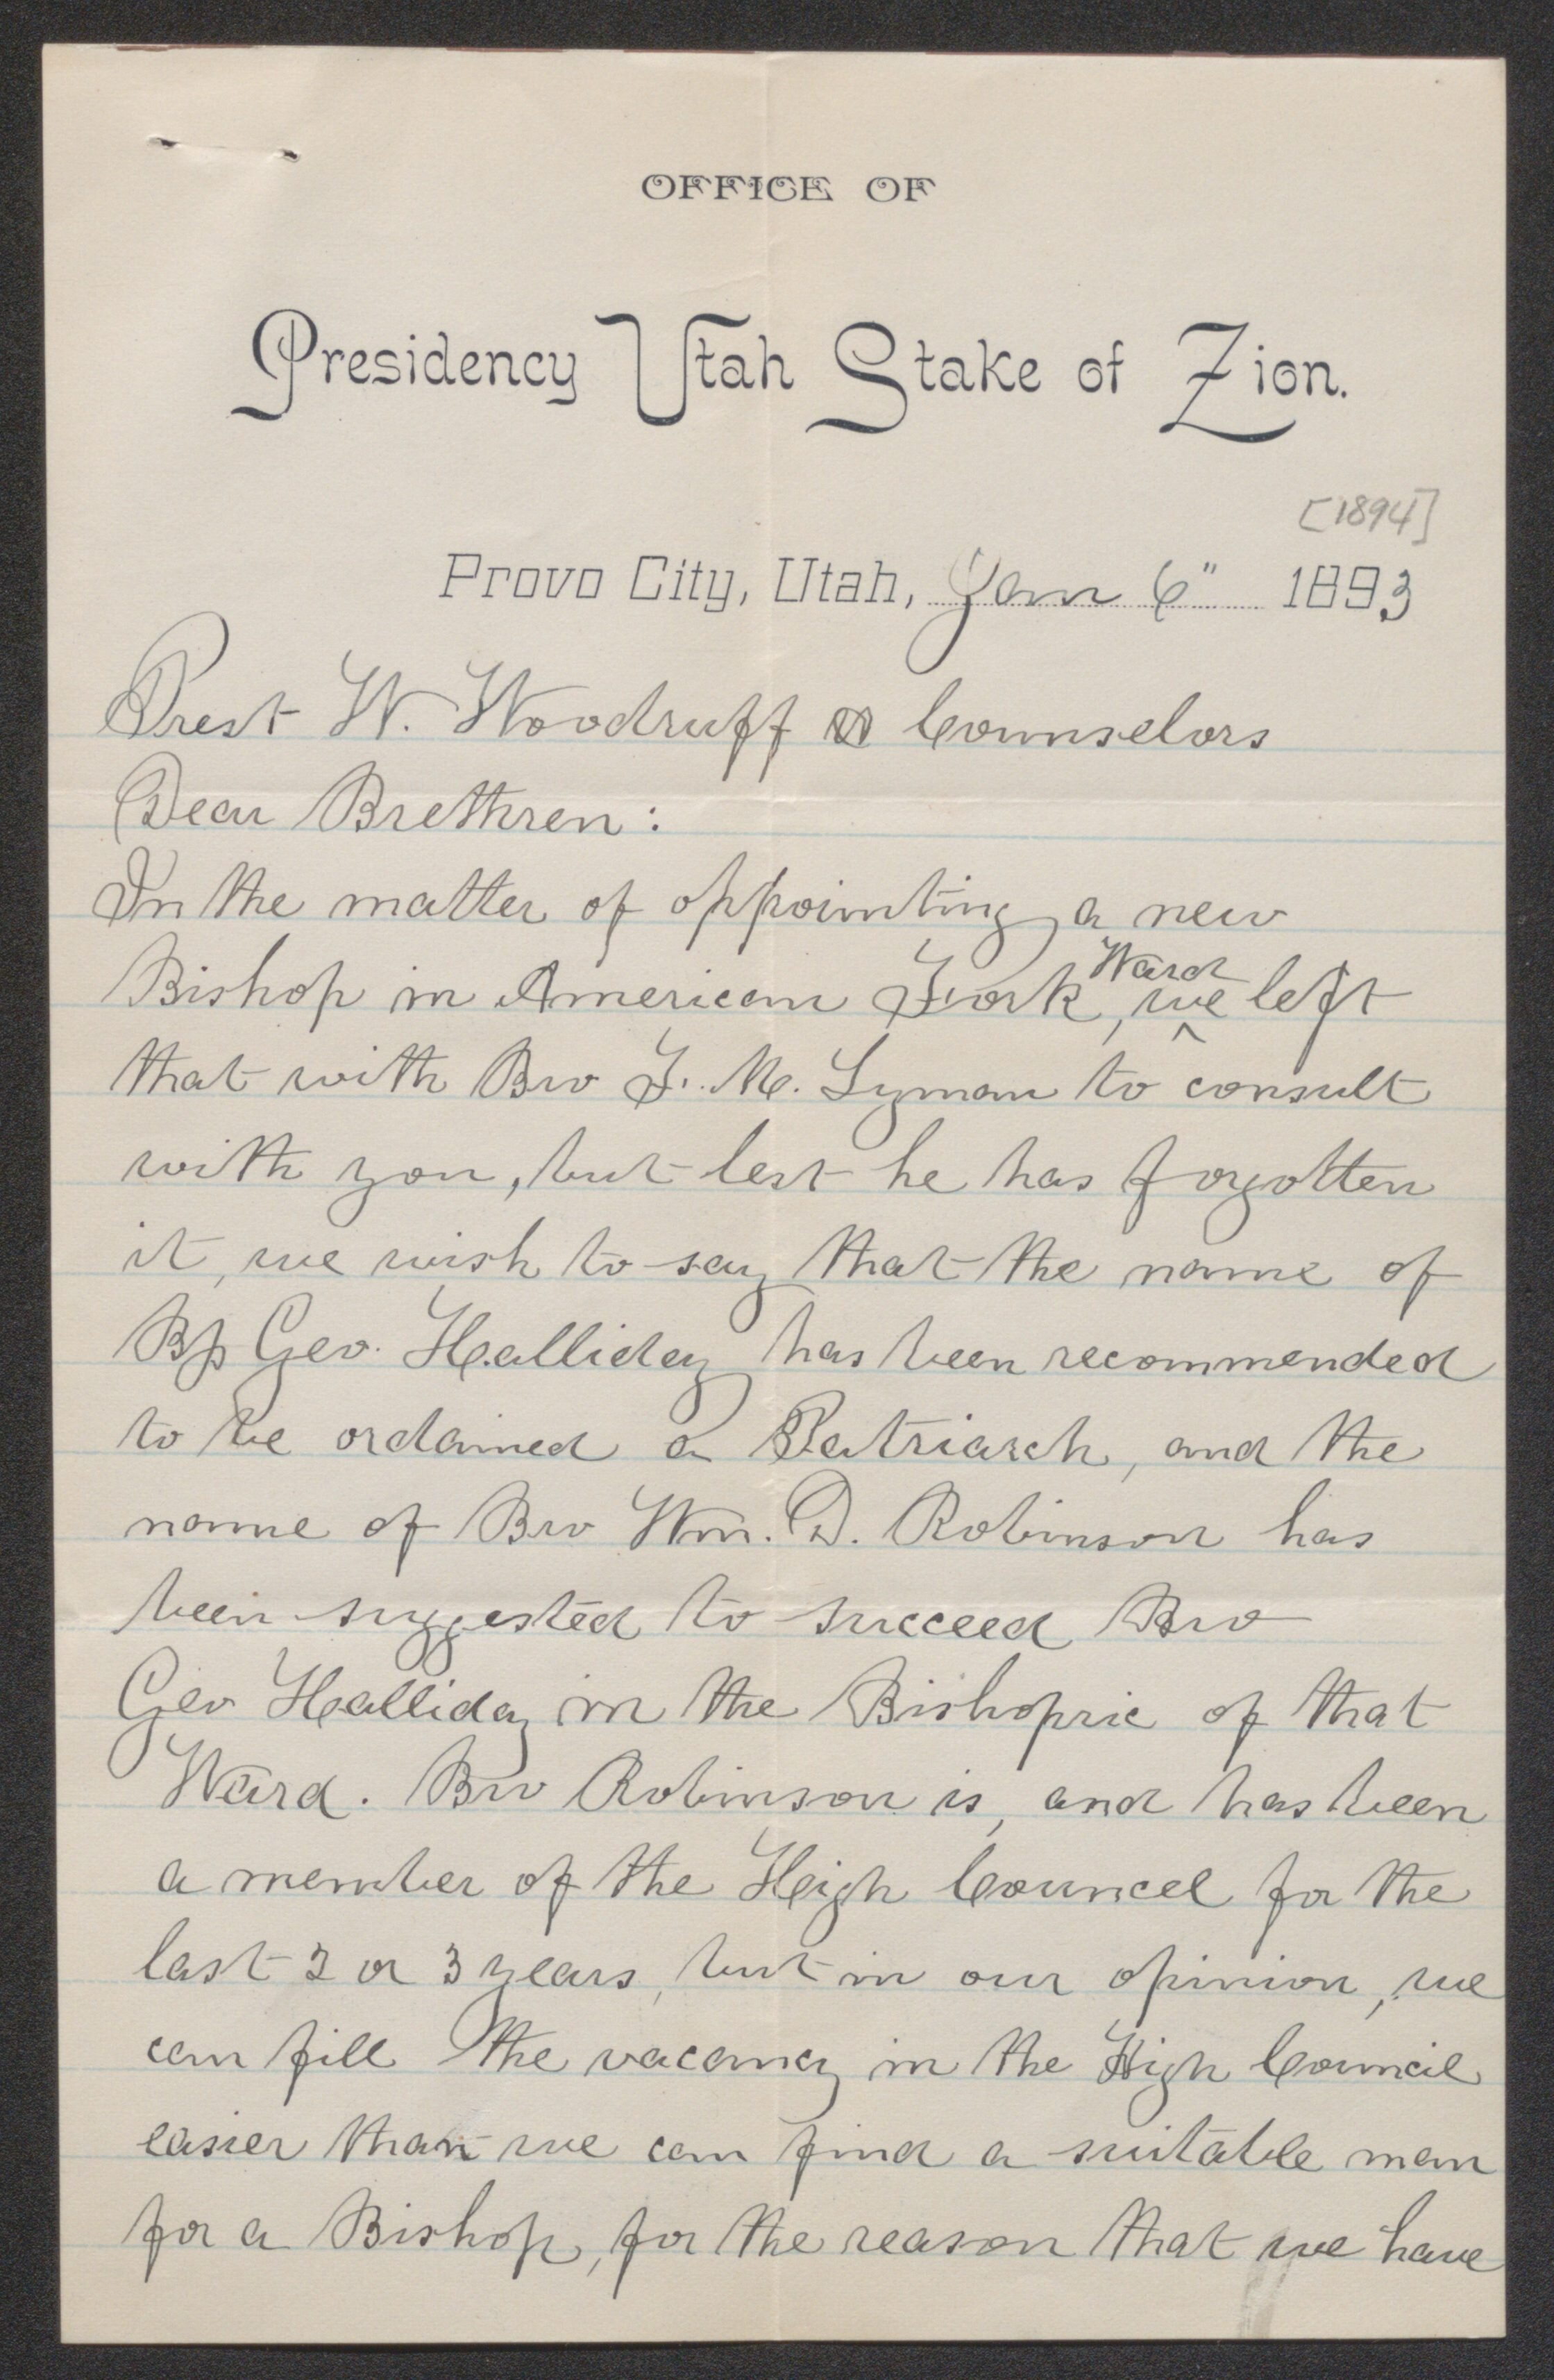 OFFICE OF
Presidency Utah Stake of Zion.
[1894]
Provo City, Utah, Jan 6" 1893
Prest W. Woodruff & Counselors
Dear Brethren:
In the matter of appointing a new
Bishop in American Fork Ward, we left
that with Bro F. M. Lyman to consult
with you, but lest he has forgotten
it, we wish to say that the name of
Bp Geo. Halliday has been recommended
to be ordained a Patriarch, and the
name of Bro Wm. D. Robinson has
been suggested to succeed Bro
Geo Halliday in the Bishopric of that
Ward. Bro Robinson is, and has been
a member of the High Councel for the
last 2 or 3 years, but in our opinion, we
can fill the vacancy in the High Council
easier than we can find a suitable man
for a Bishop, for the reason that we have